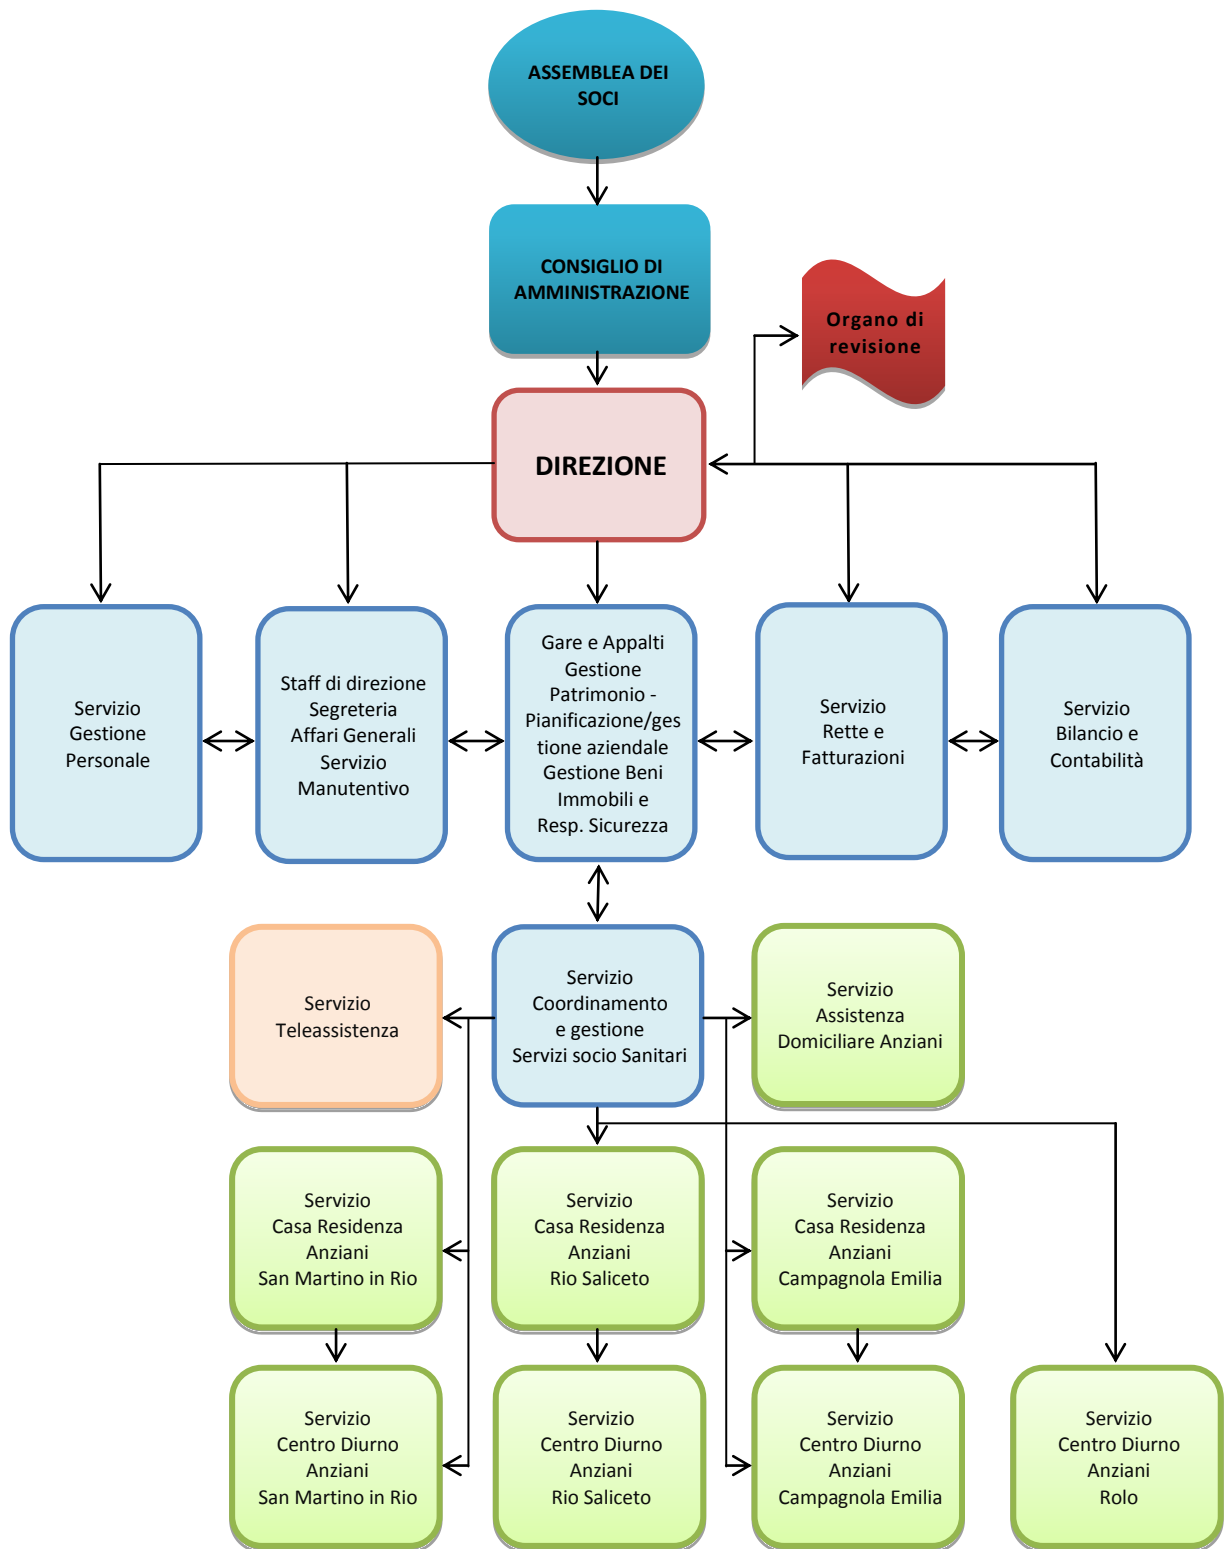 ASSEMBLEA DEI
SOCI
CONSIGLIO DI
AMMINISTRAZIONE
Organo di
revisione
DIREZIONE
Servizio
Gestione
Personale
Staff di direzione
Segreteria
Affari Generali
Servizio
Manutentivo
Gare e Appalti
Gestione
Patrimonio -
Pianificazione/ges
tione aziendale
Gestione Beni
Immobili e
Resp. Sicurezza
Servizio
Rette e
Fatturazioni
Servizio
Bilancio e
Contabilità
Servizio
Teleassistenza
Servizio
Coordinamento
e gestione
Servizi socio Sanitari
Servizio
Assistenza
Domiciliare Anziani
Servizio
Casa Residenza
Anziani
San Martino in Rio
Servizio
Casa Residenza
Anziani
Rio Saliceto
Servizio
Casa Residenza
Anziani
Campagnola Emilia
Servizio
Centro Diurno
Anziani
San Martino in Rio
Servizio
Centro Diurno
Anziani
Rio Saliceto
Servizio
Centro Diurno
Anziani
Campagnola Emilia
Servizio
Centro Diurno
Anziani
Rolo